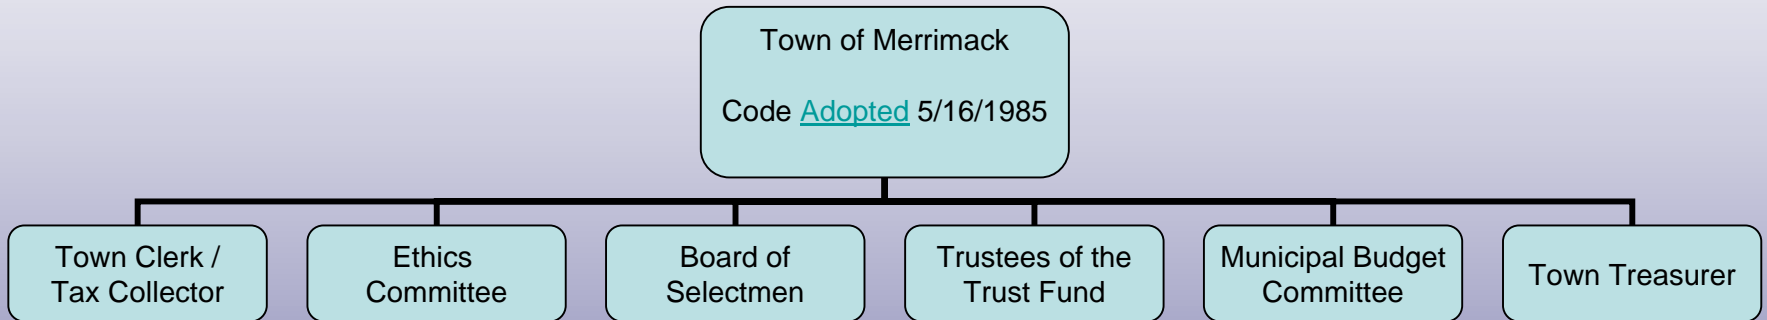 Town of Merrimack
Code Adopted 5/16/1985
Town Clerk /
Tax Collector
Ethics
Committee
Board of
Selectmen
Trustees of the
Trust Fund
Municipal Budget
Committee
Town Treasurer